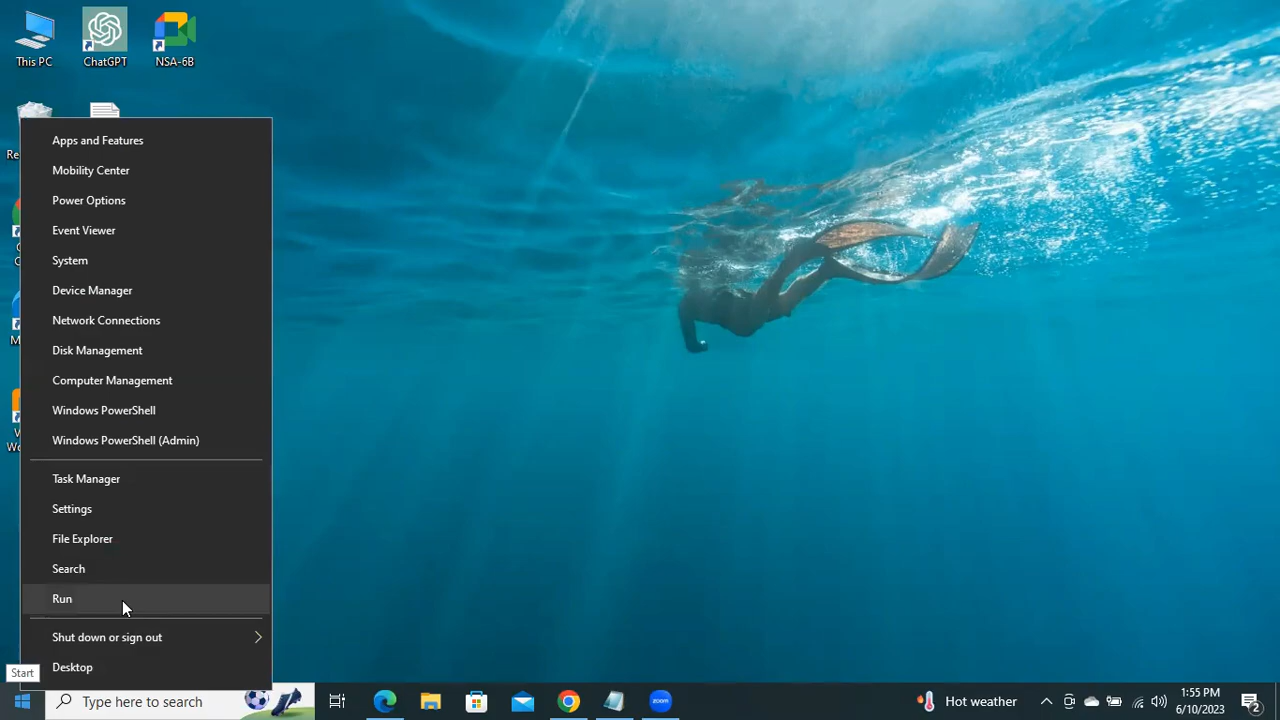 This PC
ChatGPT
NSA-6B
Apps and Features
Mobility Center
Power Options
Event Viewer
System
Device Manager
Network Connections
Disk Management
Computer Management
Windows PowerShell
Windows PowerShell (Admin)
Task Manager
Settings
File Explorer
Search
Run
Shut down or sign out
Desktop
Start
Type here to search
zoom
Hot weather
1:55 PM
6/10/2023
2